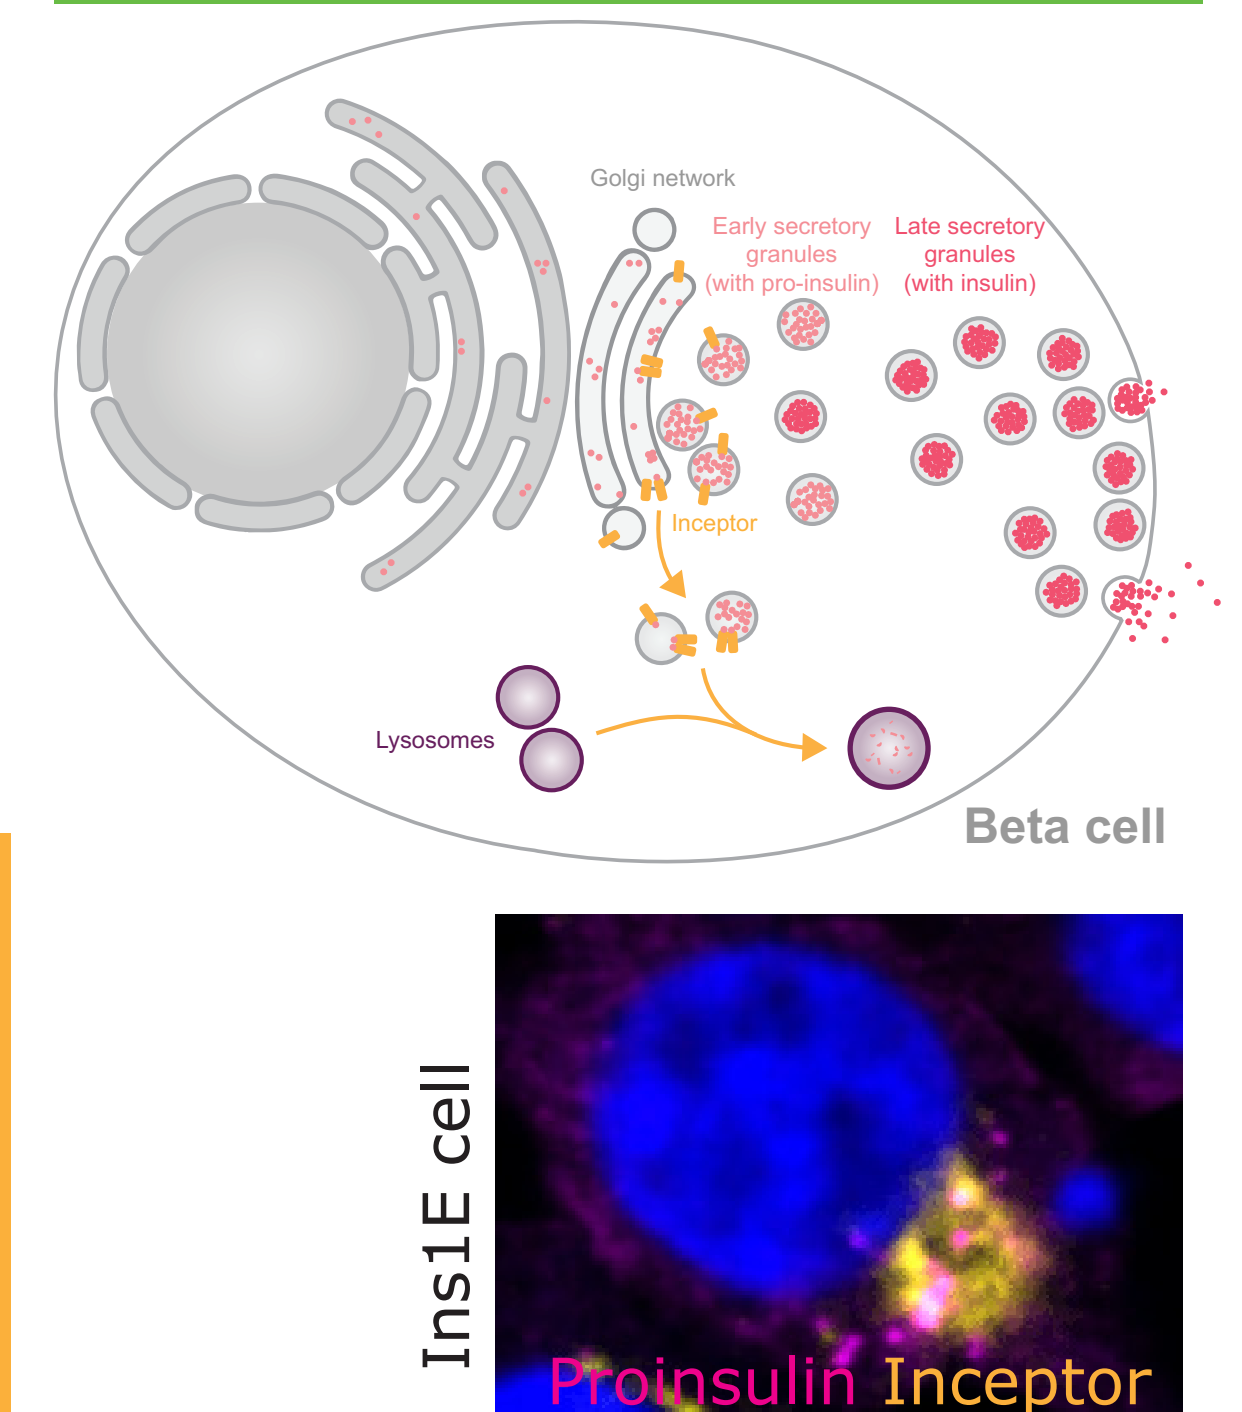 Golgi network
Early secretory
granules
(with pro-insulin)
Late secretory
granules
(with insulin)
Inceptor
Lysosomes
Beta cell
Ins1E cell
Proinsulin Inceptor